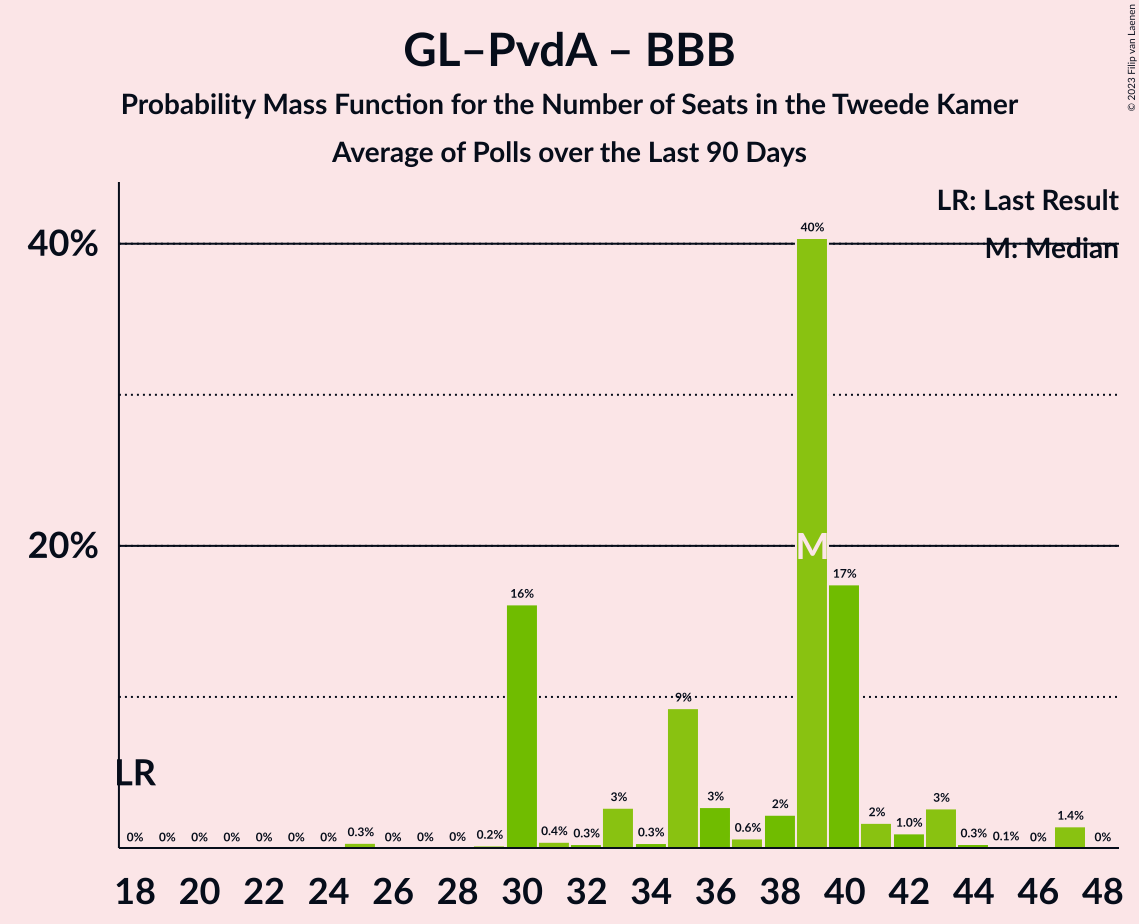 © 2023 Filip van Laenen
GL–PvdA – BBB
Probability Mass Function for the Number of Seats in the Tweede Kamer
Average of Polls over the Last 90 Days
LR: Last Result
M: Median
40%
20%
40%
M
17%
16%
9%
LR
0% 0% 0% 0% 0% 0% 0% 0.3% 0% 0% 0% 0.2% 0.4% 0.3% 3% 0.3% 3% 0.6% 2% 2% 1.0% 3% 0.3% 0.1% 0% 1.4% 0%
18 20 22 24 26 28 30 32 34 36 38 40 42 44 46 48